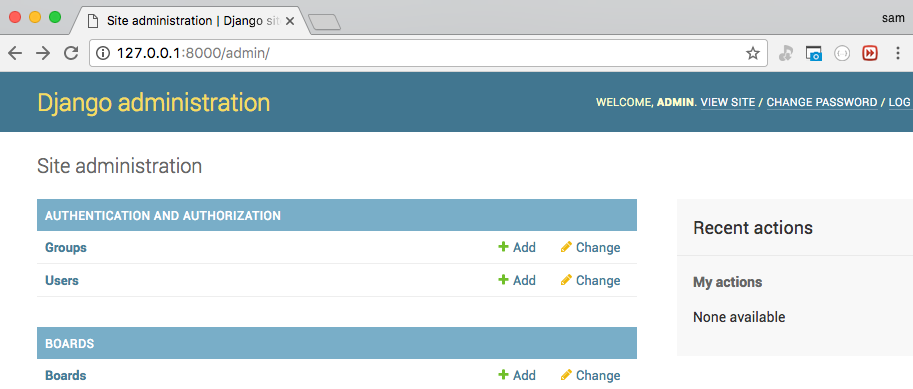 Site administration | Django sit
sam
127.0.0.1:8000/admin/
Django administration
WELCOME, ADMIN. VIEW SITE / CHANGE PASSWORD / LOG
Site administration
AUTHENTICATION AND AUTHORIZATION
Groups Add Change
Users Add Change
BOARDS
Boards Add Change
Recent actions
My actions
None available